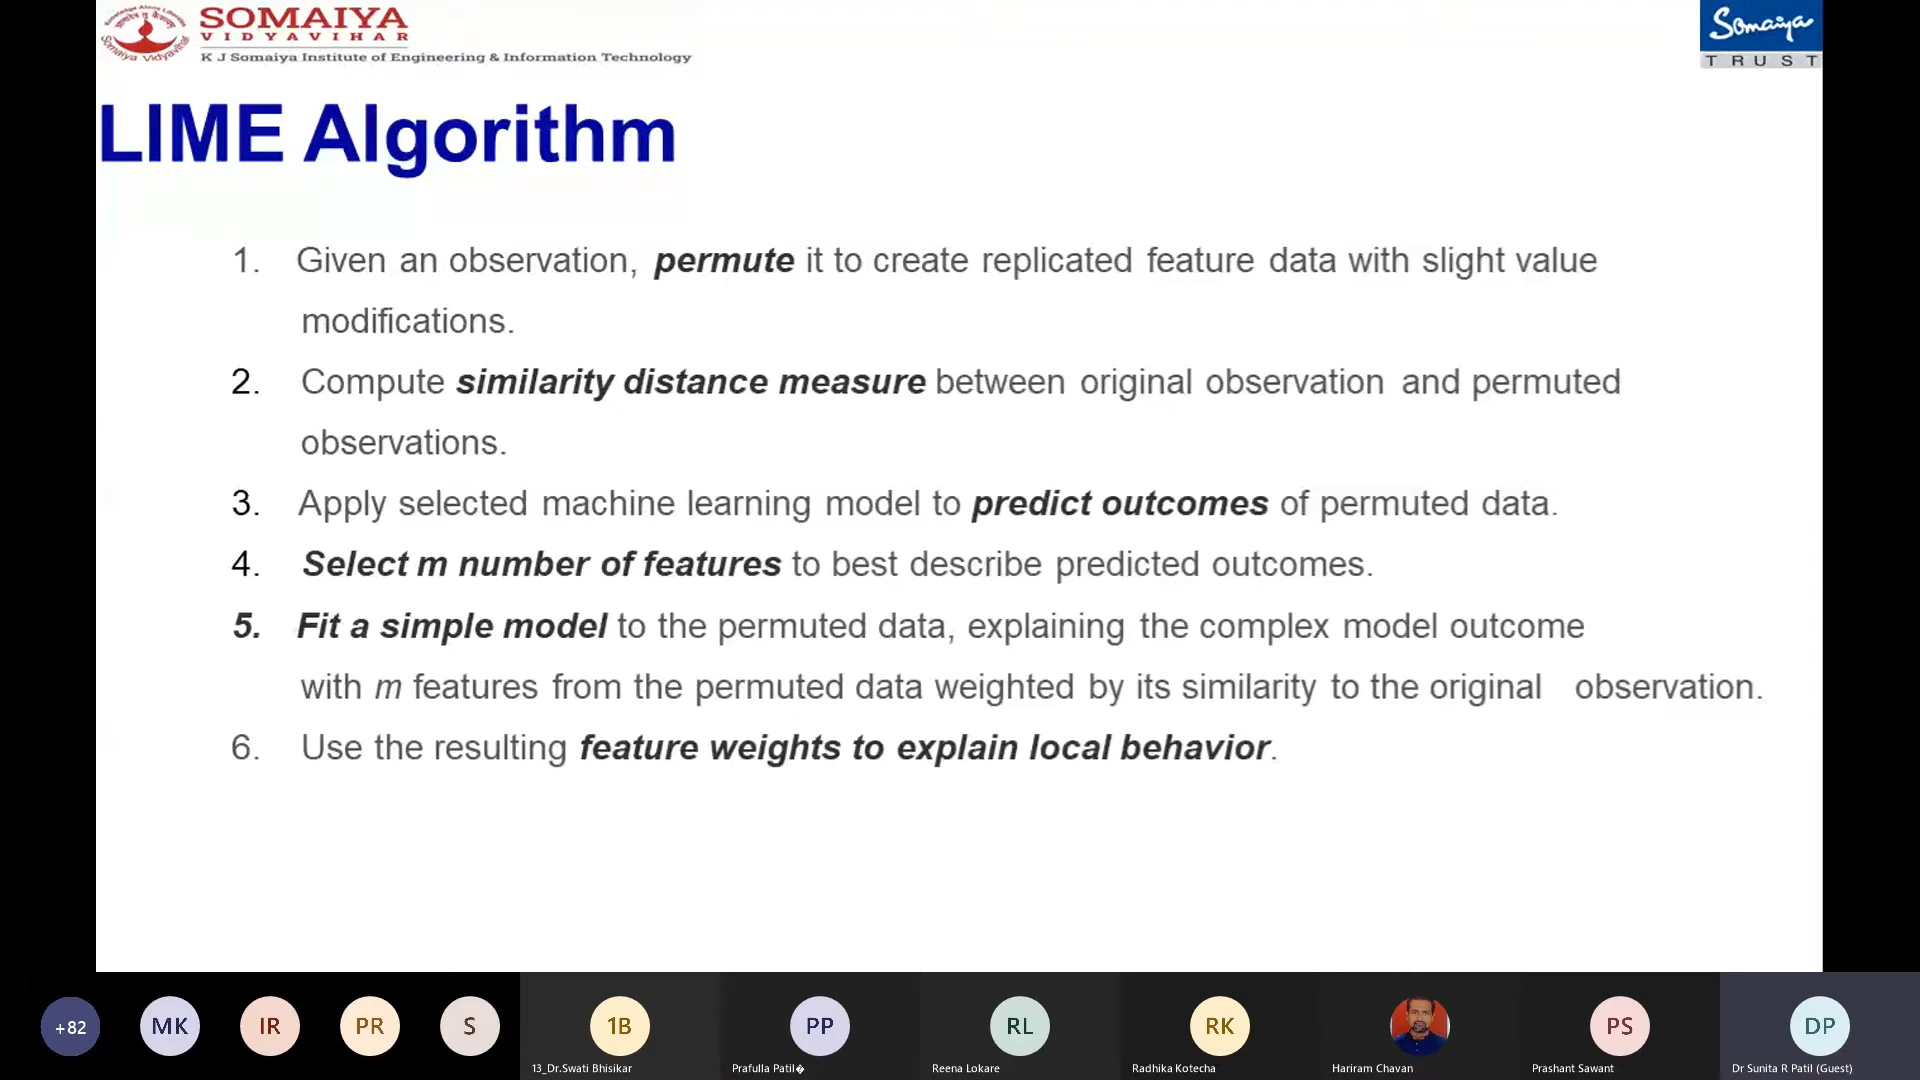 SOMAIYA
VIDYAVIHAR
K J Somaiya Institute of Engineering & Information Technology
Somaiya
TRUST
LIME Algorithm
1. Given an observation, permute it to create replicated feature data with slight value
modifications.
2. Compute similarity distance measure between original observation and permuted
observations.
3. Apply selected machine learning model to predict outcomes of permuted data.
4. Select m number of features to best describe predicted outcomes.
5. Fit a simple model to the permuted data, explaining the complex model outcome
with m features from the permuted data weighted by its similarity to the original observation.
6. Use the resulting feature weights to explain local behavior.
+82
MK
IR
PR
S
1B
PP
RL
RK
PS
DP
13_Dr.Swati Bhisikar
Prafulla Patil�
Reena Lokare
Radhika Kotecha
Hariram Chavan
Prashant Sawant
Dr Sunita R Patil (Guest)